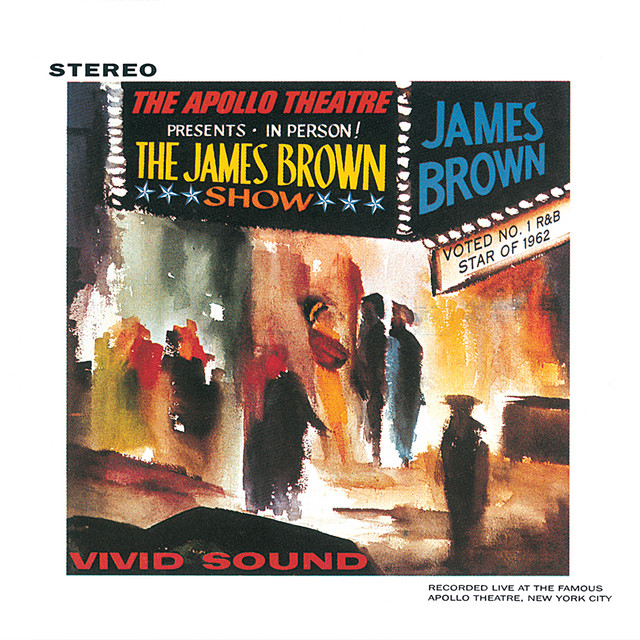 STEREO
THE APOLLO THEATRE
PRESENTS · IN PERSON!
THE JAMES BROWN
SHOW
JAMES
BROWN
VOTED NO. 1 R&B
STAR OF 1962
VIVID SOUND
RECORDED LIVE AT THE FAMOUS
APOLLO THEATRE, NEW YORK CITY